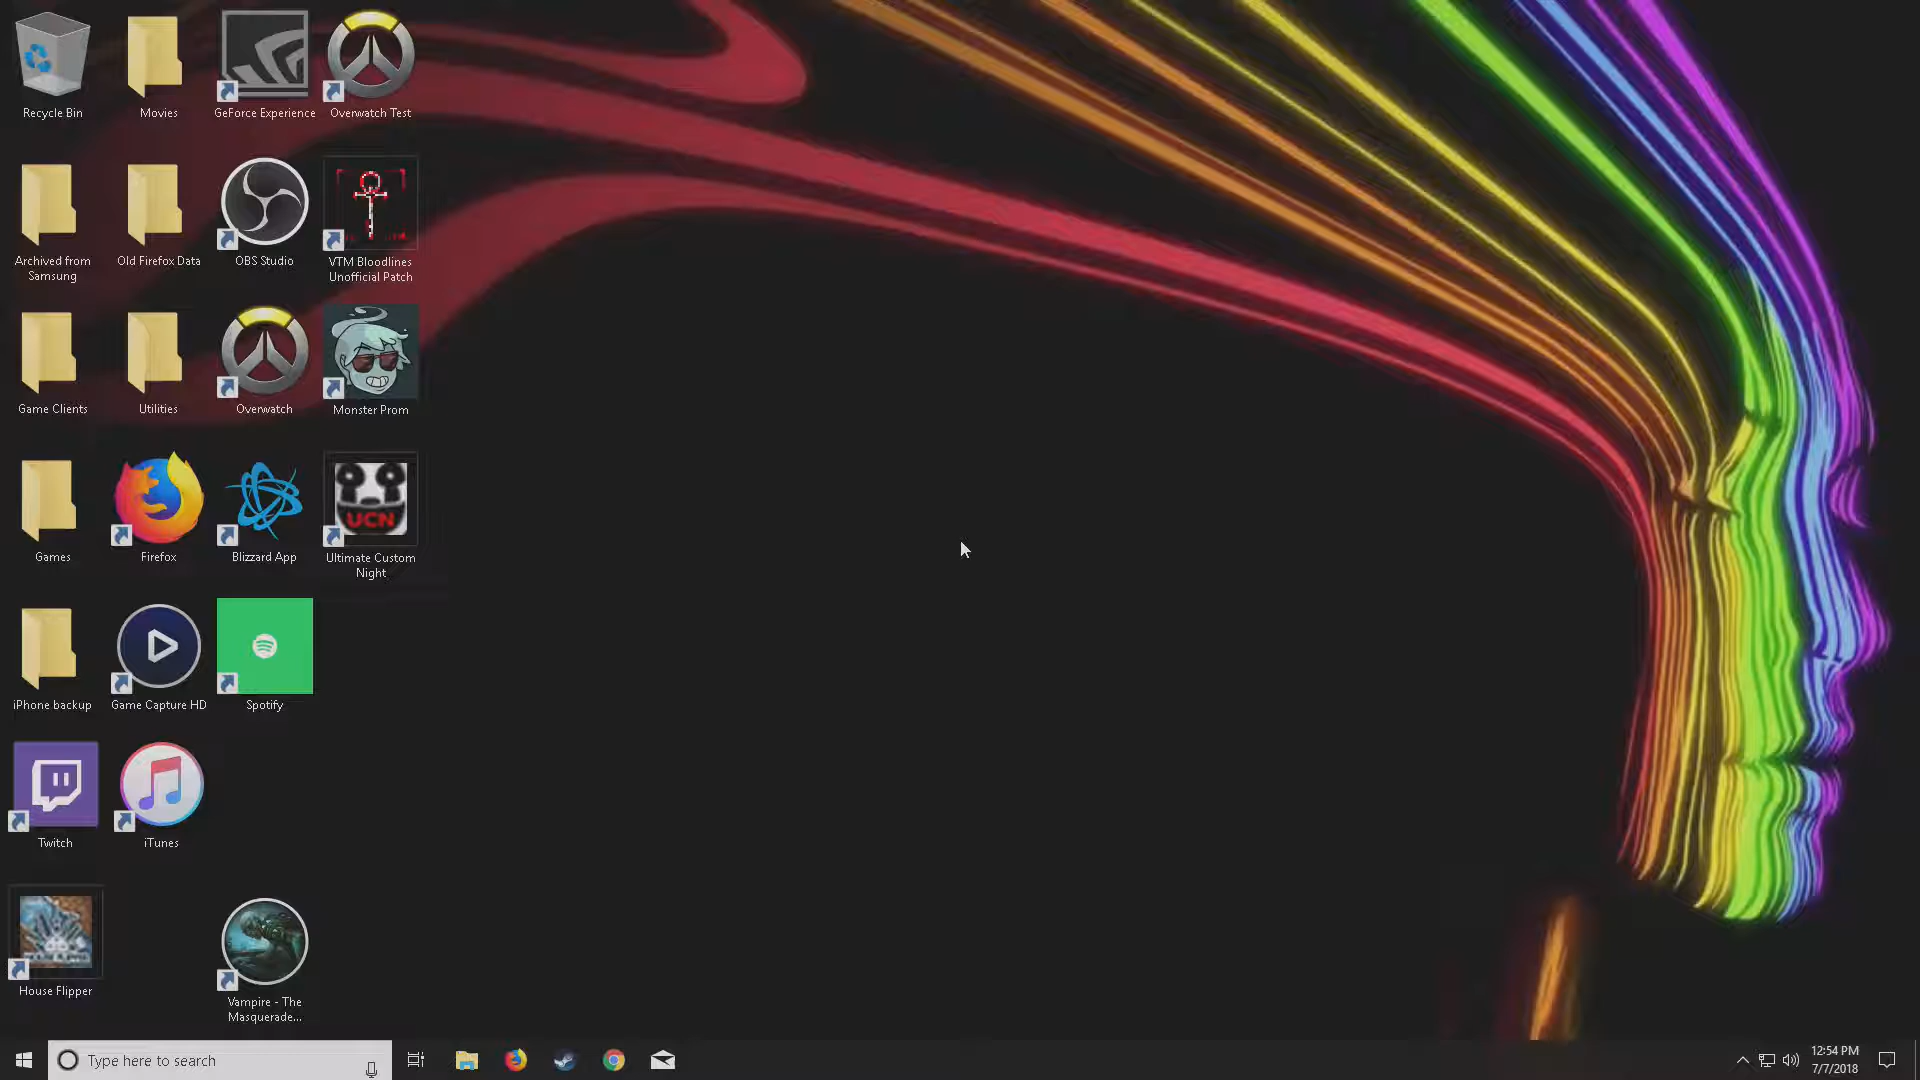 Recycle Bin
Movies
GeForce Experience
Overwatch Test
Archived from
Samsung
Old Firefox Data
OBS Studio
VTM Bloodlines
Unofficial Patch
Game Clients
Utilities
Overwatch
Monster Prom
Games
Firefox
Blizzard App
UCN
Ultimate Custom
Night
iPhone backup
Game Capture HD
Spotify
Twitch
iTunes
House Flipper
Vampire - The
Masquerade...
Type here to search
12:54 PM
7/7/2018